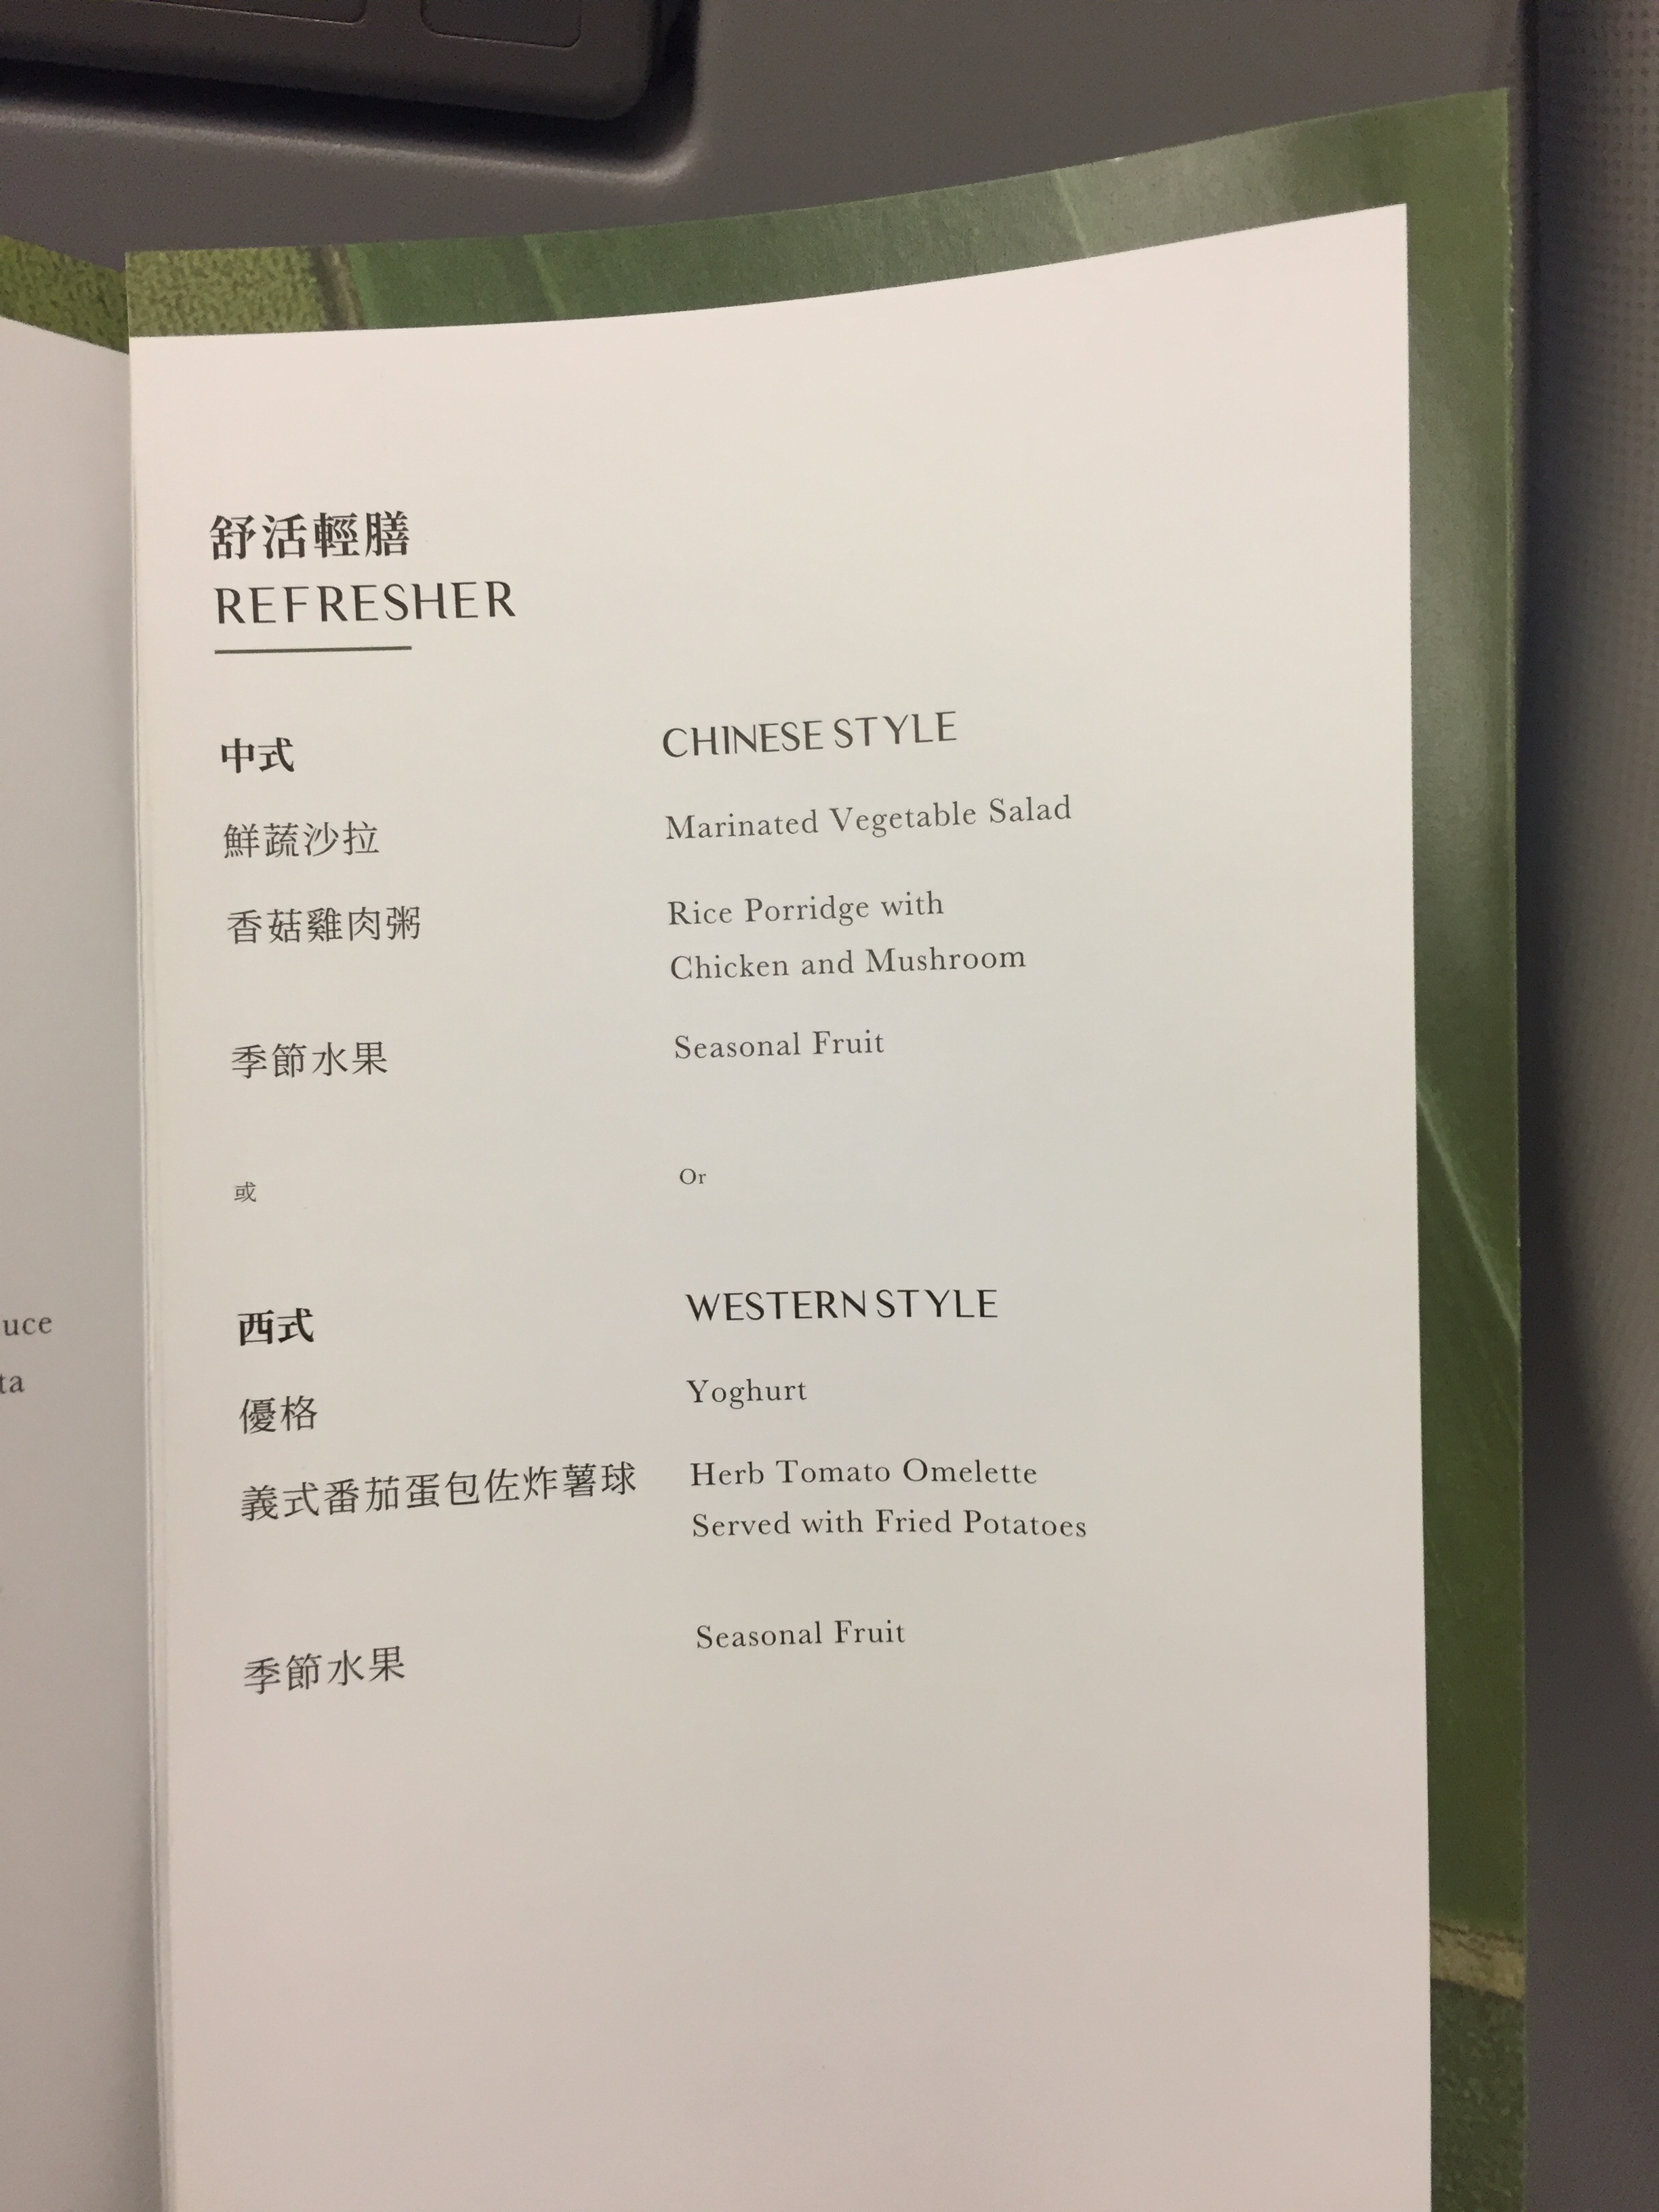 舒活輕膳
REFRESHER
中式
CHINESE STYLE
鮮蔬沙拉
Marinated Vegetable Salad
香菇雞肉粥
Rice Porridge with
Chicken and Mushroom
季節水果
Seasonal Fruit
或
Or
西式
WESTERN STYLE
優格
Yoghurt
義式番茄蛋包佐炸薯球
Herb Tomato Omelette
Served with Fried Potatoes
季節水果
Seasonal Fruit